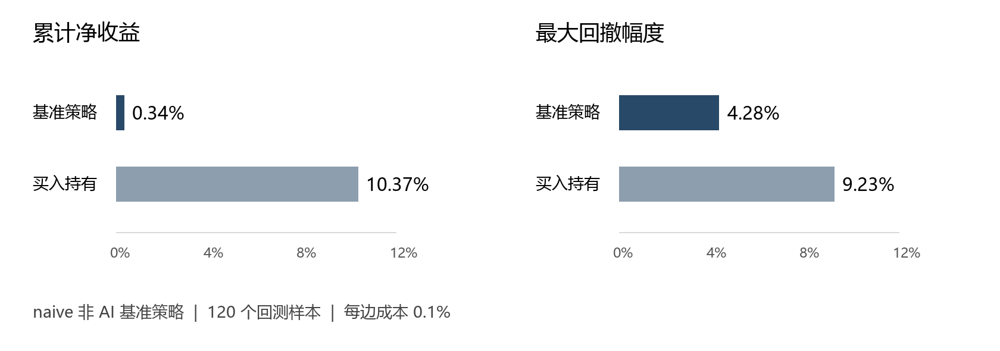 累计净收益
基准策略 0.34%
买入持有 10.37%
0% 4% 8% 12%
最大回撤幅度
基准策略 4.28%
买入持有 9.23%
0% 4% 8% 12%
naive 非 AI 基准策略 | 120 个回测样本 | 每边成本 0.1%